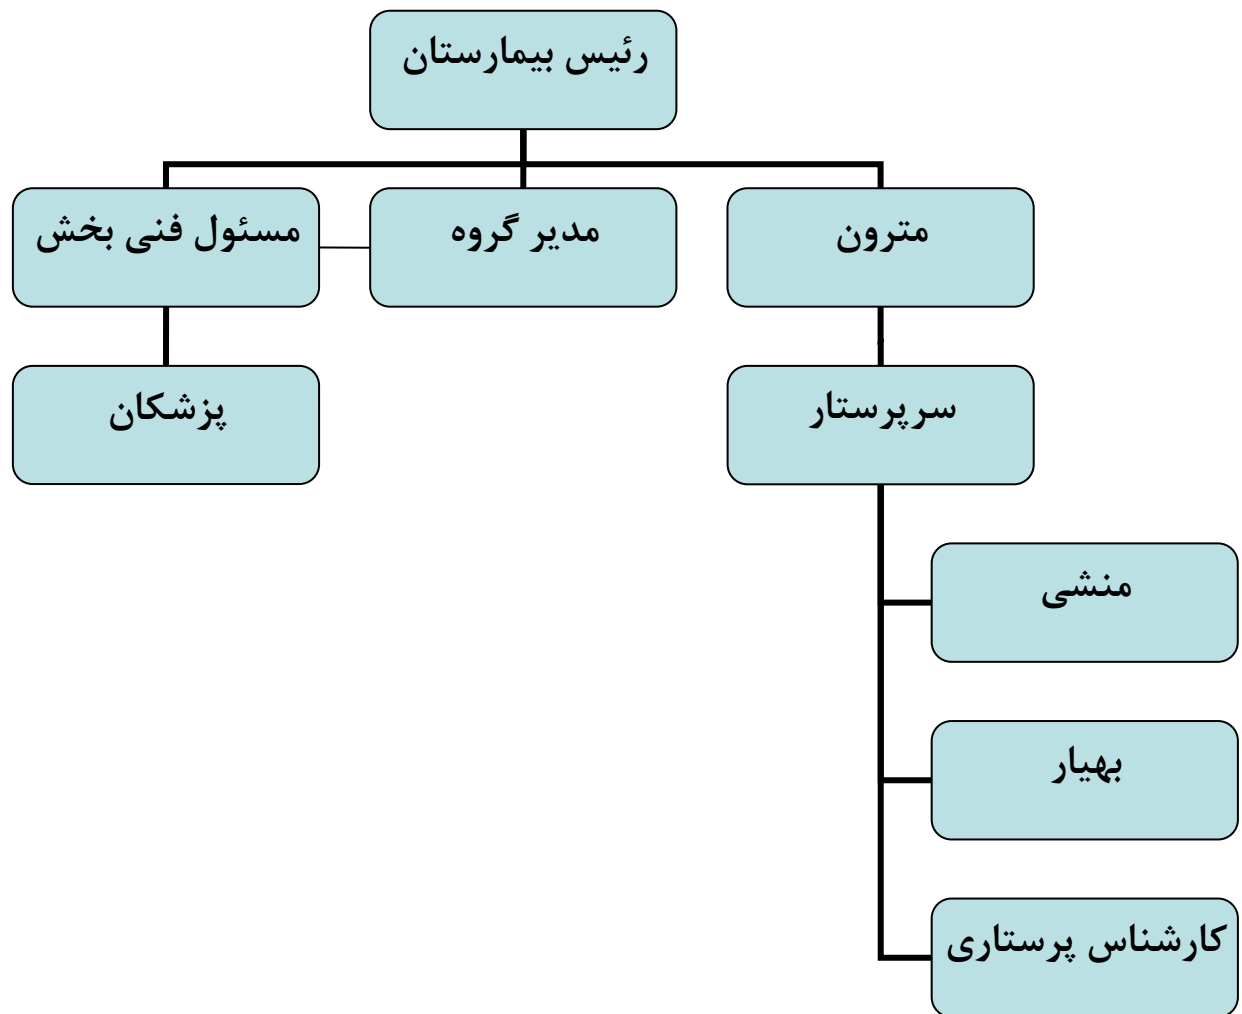 رئیس بیمارستان
مترون
مدیر گروه
مسئول فنی بخش
سرپرستار
پزشکان
منشی
بهیار
کارشناس پرستاری